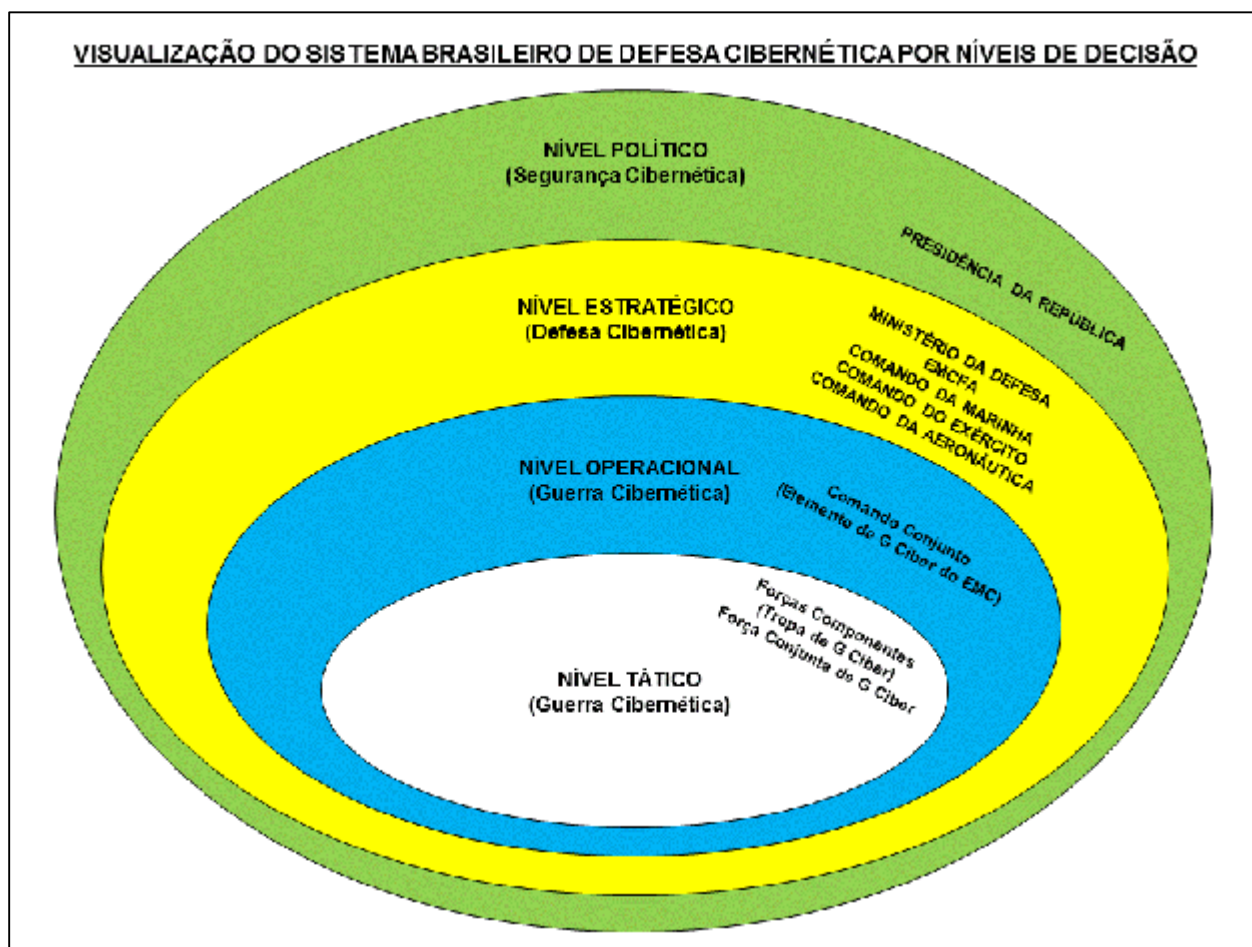 VISUALIZAÇÃO DO SISTEMA BRASILEIRO DE DEFESA CIBERNÉTICA POR NÍVEIS DE DECISÃO
NÍVEL POLÍTICO
(Segurança Cibernética)
PRESIDÊNCIA DA REPÚBLICA
NÍVEL ESTRATÉGICO
(Defesa Cibernética)
MINISTÉRIO DA DEFESA
EMCFA
COMANDO DA MARINHA
COMANDO DO EXÉRCITO
COMANDO DA AERONÁUTICA
NÍVEL OPERACIONAL
(Guerra Cibernética)
Comando Conjunto
(Elemento de G Ciber do EMC)
NÍVEL TÁTICO
(Guerra Cibernética)
Forças Componentes
(Tropa de G Ciber)
Força Conjunta de G Ciber